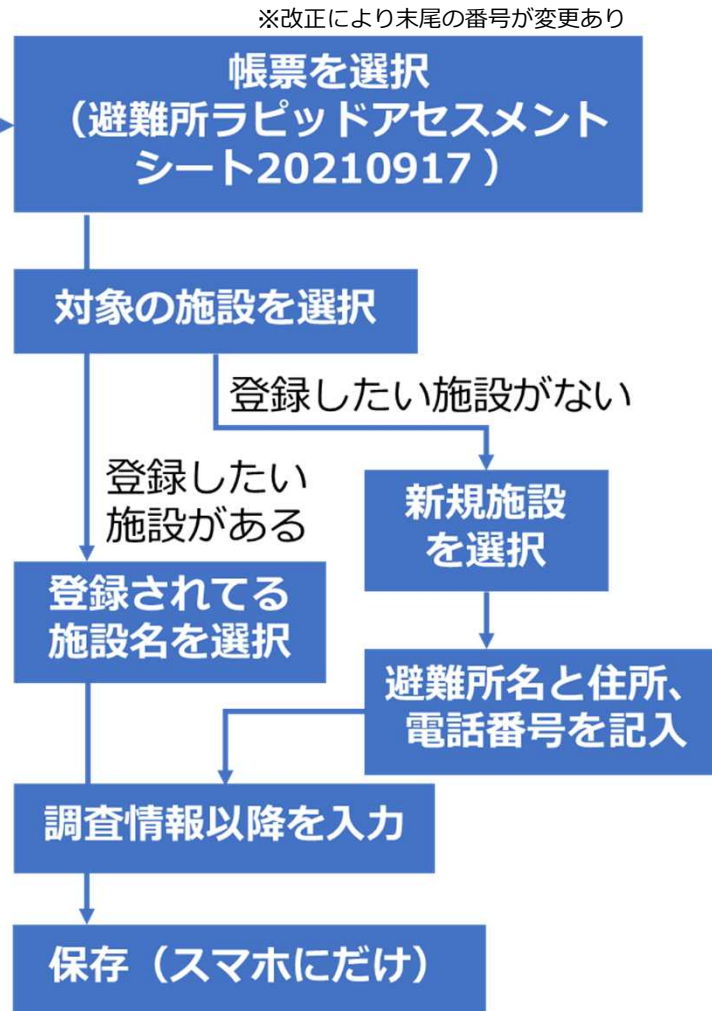 ※改正により末尾の番号が変更あり
帳票を選択
（避難所ラピッドアセスメント
シート20210917 ）
対象の施設を選択
登録したい施設がない
登録したい
施設がある
新規施設
を選択
登録されてる
施設名を選択
避難所名と住所、
電話番号を記入
調査情報以降を入力
保存（スマホにだけ）